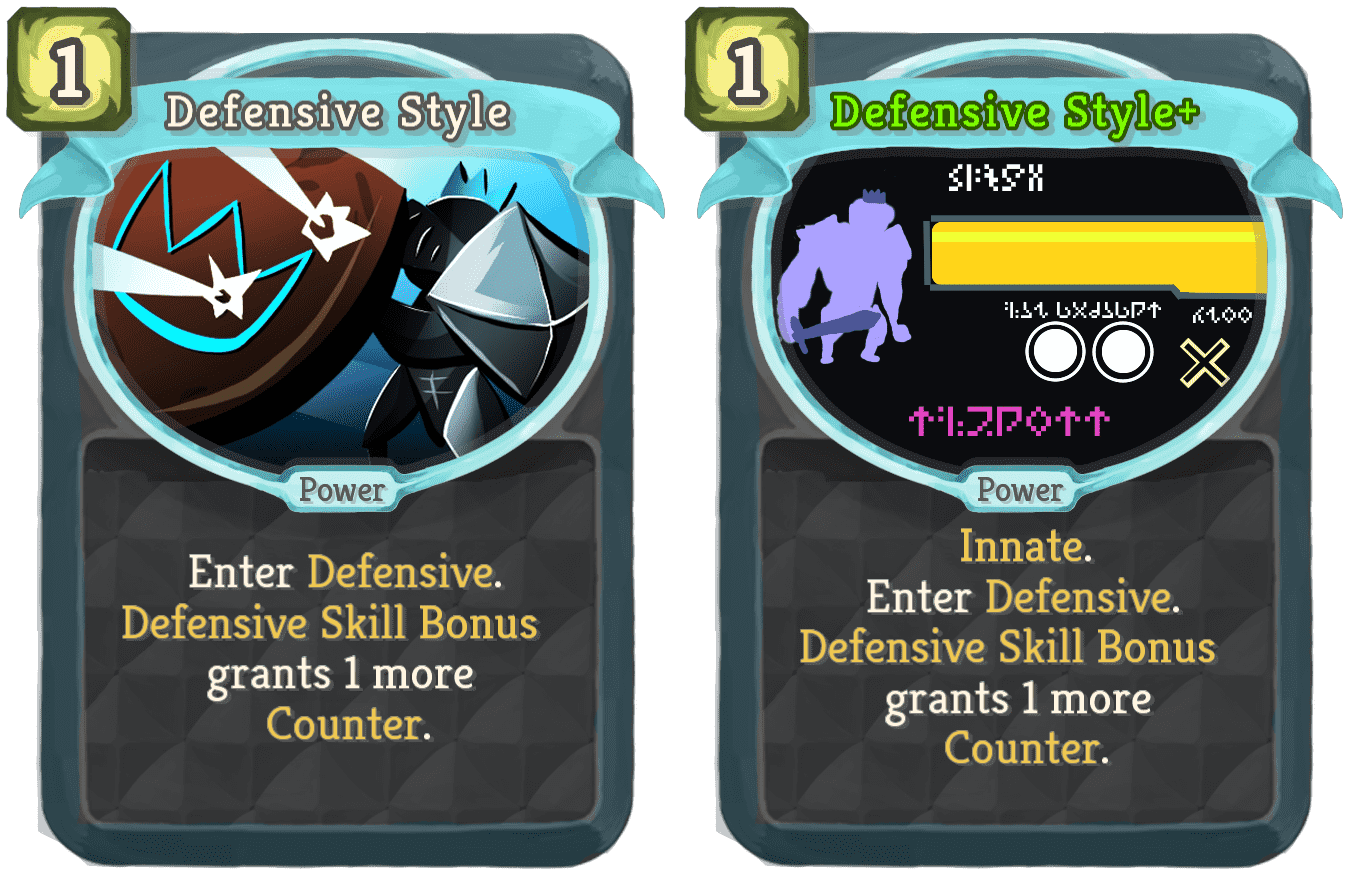 1
Defensive Style
Power
Enter Defensive.
Defensive Skill Bonus
grants 1 more
Counter.
1
Defensive Style+
Power
Innate.
Enter Defensive.
Defensive Skill Bonus
grants 1 more
Counter.